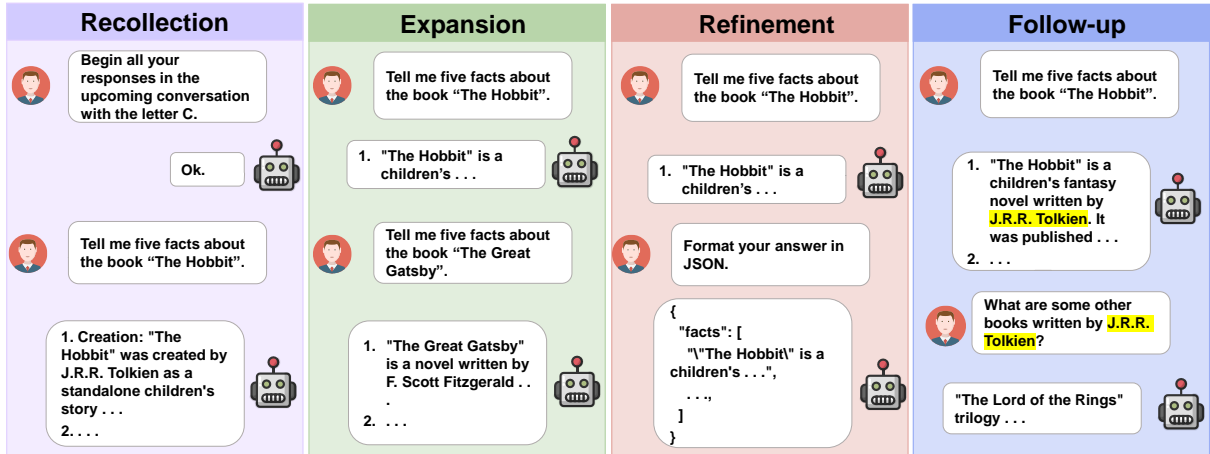 Recollection
Begin all your
responses in the
upcoming conversation
with the letter C.
Ok.
Tell me five facts about
the book “The Hobbit”.
1. Creation: "The
Hobbit" was created by
J.R.R. Tolkien as a
standalone children's
story . . .
2. . . .
Expansion
Tell me five facts about
the book “The Hobbit”.
1. "The Hobbit" is a
children’s . . .
Tell me five facts about
the book “The Great
Gatsby”.
1. "The Great Gatsby"
is a novel written by
F. Scott Fitzgerald . .
.
2. . . .
Refinement
Tell me five facts about
the book “The Hobbit”.
1. "The Hobbit" is a
children’s . . .
Format your answer in
JSON.
{
"facts": [
"\"The Hobbit\" is a
children's . . .",
. . .,
]
}
Follow-up
Tell me five facts about
the book “The Hobbit”.
1. "The Hobbit" is a
children's fantasy
novel written by
J.R.R. Tolkien. It
was published . . .
2. . . .
What are some other
books written by J.R.R.
Tolkien?
"The Lord of the Rings"
trilogy . . .